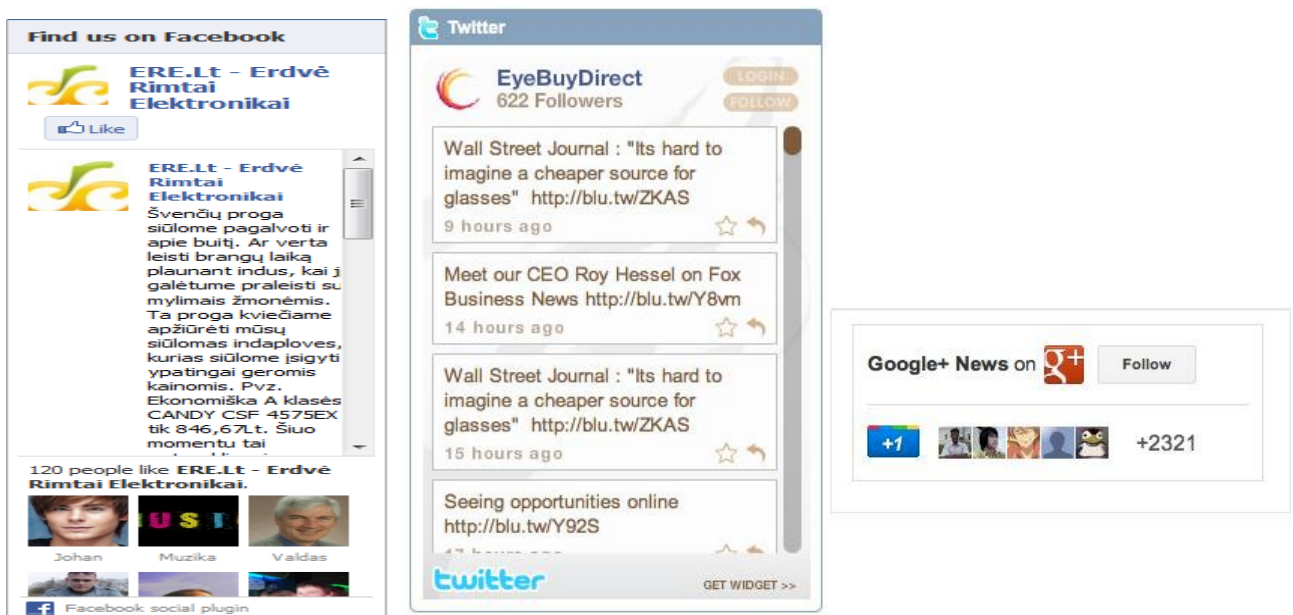 Find us on Facebook
ERE.Lt - Erdvė
Rimtai
Elektronikai
Like
ERE.Lt - Erdvė
Rimtai
Elektronikai
Švenčių proga
siūlome pagalvoti ir
apie buitį. Ar verta
leisti brangų laiką
plaunant indus, kai jį
galėtume praleisti su
mylimais žmonėmis.
Ta proga kviečiame
apžiūrėti mūsų
siūlomas indaploves,
kurias siūlome įsigyti
ypatingai geromis
kainomis. Pvz.
Ekonomiška A klasės
CANDY CSF 4575EX
tik 846,67Lt. Šiuo
momentu tai
120 people like ERE.Lt - Erdvė
Rimtai Elektronikai.
Johan Muzika Valdas
Facebook social plugin
Twitter
EyeBuyDirect
622 Followers
LOGIN
FOLLOW
Wall Street Journal : "Its hard to
imagine a cheaper source for
glasses" http://blu.tw/ZKAS
9 hours ago
Meet our CEO Roy Hessel on Fox
Business News http://blu.tw/Y8vm
14 hours ago
Wall Street Journal : "Its hard to
imagine a cheaper source for
glasses" http://blu.tw/ZKAS
15 hours ago
Seeing opportunities online
http://blu.tw/Y92S
twitter
GET WIDGET >>
Google+ News on g+ Follow
+1 +2321